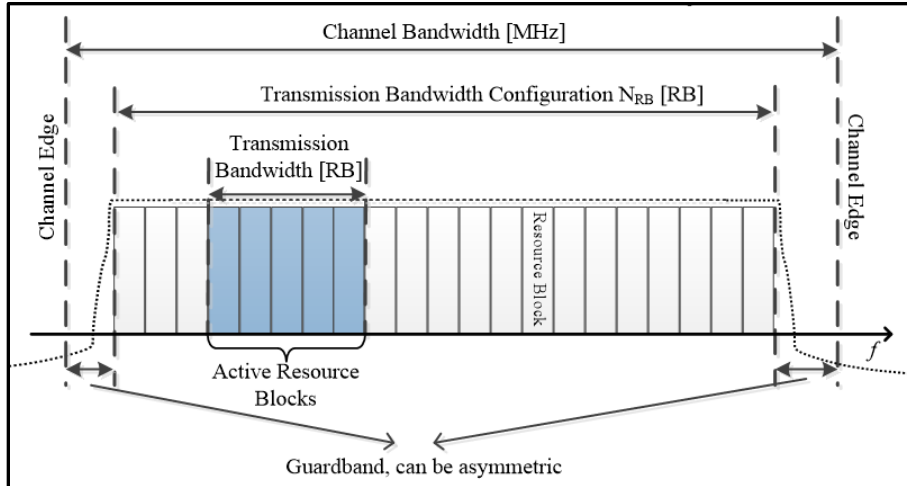 Channel Bandwidth [MHz]
Transmission Bandwidth Configuration N_RB [RB]
Transmission
Bandwidth [RB]
Channel Edge
Channel Edge
Resource Block
f
Active Resource
Blocks
Guardband, can be asymmetric